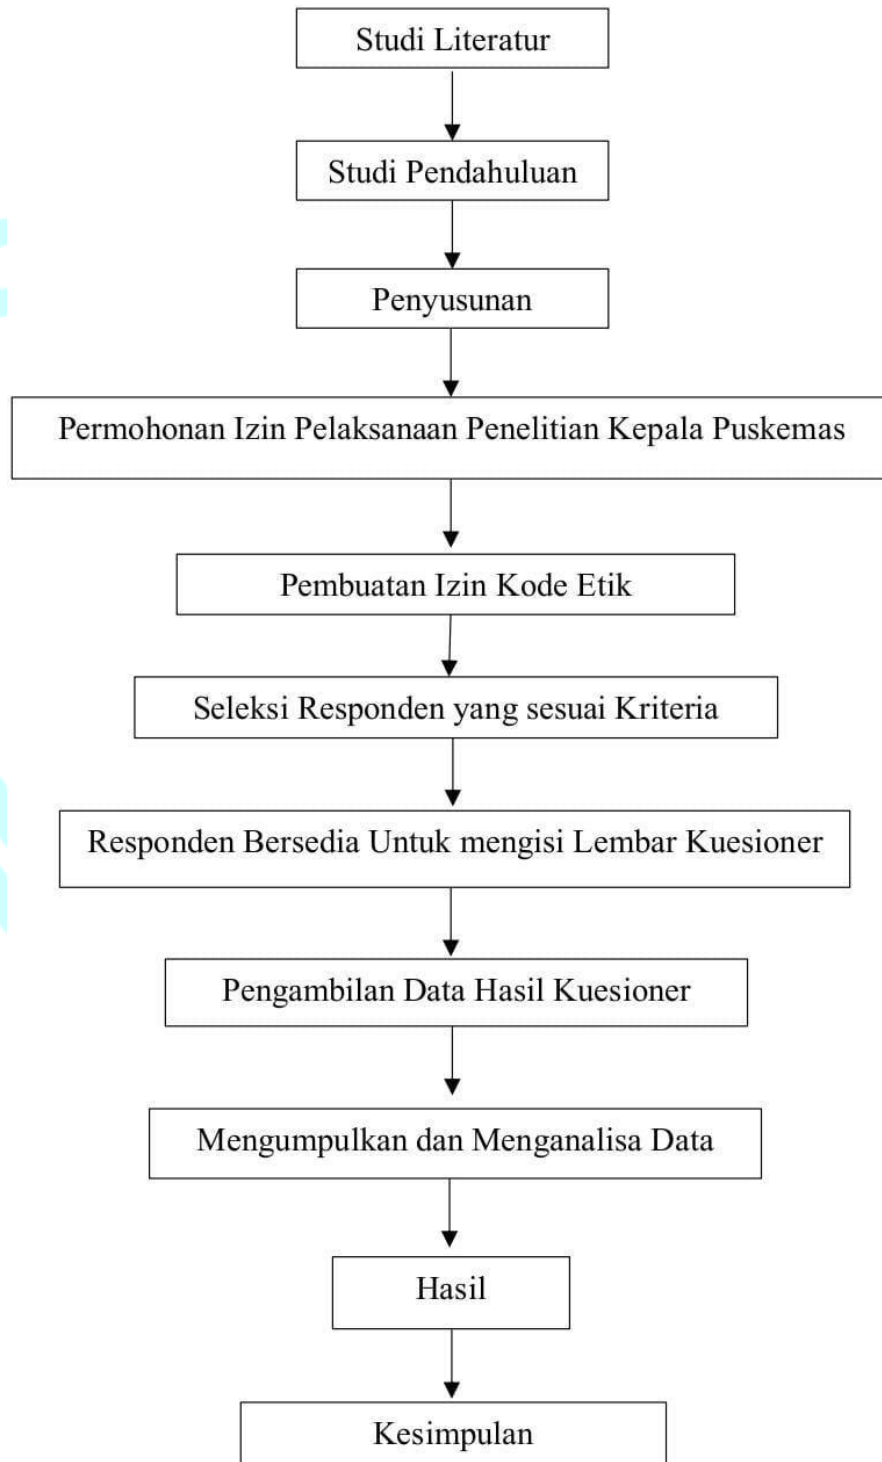 Studi Literatur
Studi Pendahuluan
Penyusunan
Permohonan Izin Pelaksanaan Penelitian Kepala Puskemas
Pembuatan Izin Kode Etik
Seleksi Responden yang sesuai Kriteria
Responden Bersedia Untuk mengisi Lembar Kuesioner
Pengambilan Data Hasil Kuesioner
Mengumpulkan dan Menganalisa Data
Hasil
Kesimpulan